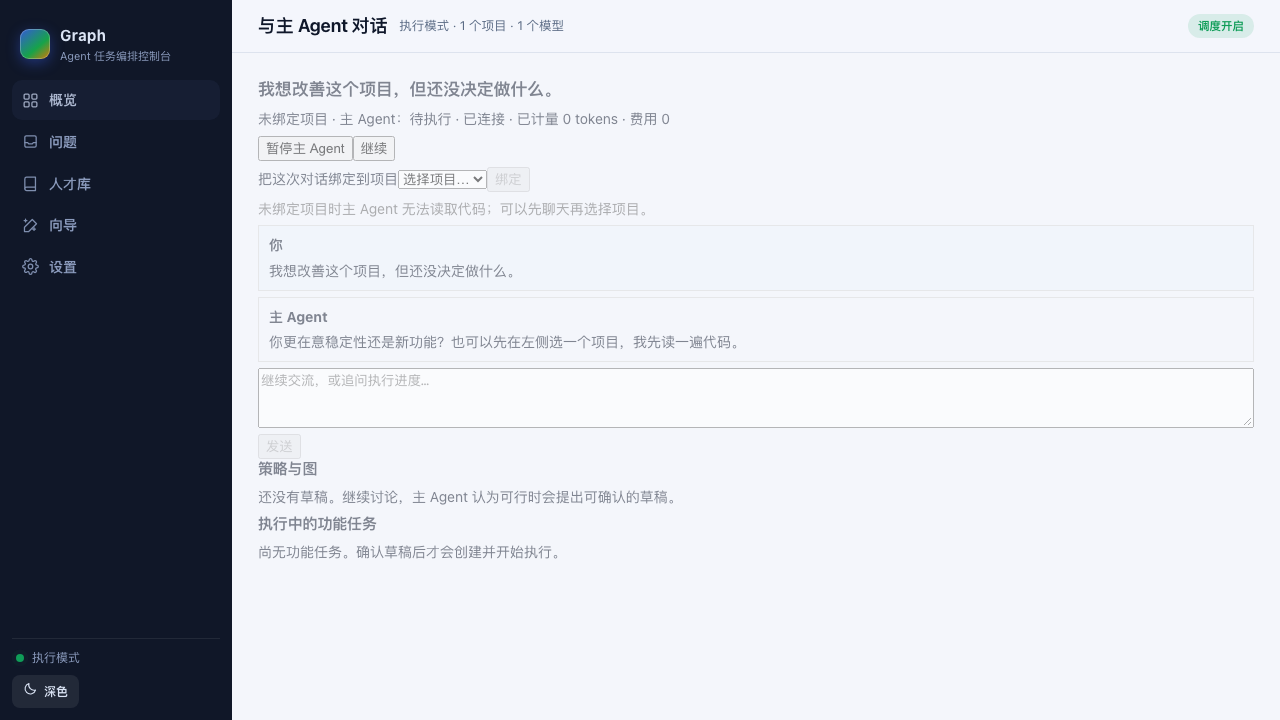 Graph
Agent 任务编排控制台
概览
问题
人才库
向导
设置
执行模式
深色
与主 Agent 对话
执行模式 · 1 个项目 · 1 个模型
调度开启
我想改善这个项目，但还没决定做什么。
未绑定项目 · 主 Agent：待执行 · 已连接 · 已计量 0 tokens · 费用 0
暂停主 Agent
继续
把这次对话绑定到项目
选择项目…
绑定
未绑定项目时主 Agent 无法读取代码；可以先聊天再选择项目。
你
我想改善这个项目，但还没决定做什么。
主 Agent
你更在意稳定性还是新功能？也可以先在左侧选一个项目，我先读一遍代码。
继续交流，或追问执行进度…
发送
策略与图
还没有草稿。继续讨论，主 Agent 认为可行时会提出可确认的草稿。
执行中的功能任务
尚无功能任务。确认草稿后才会创建并开始执行。